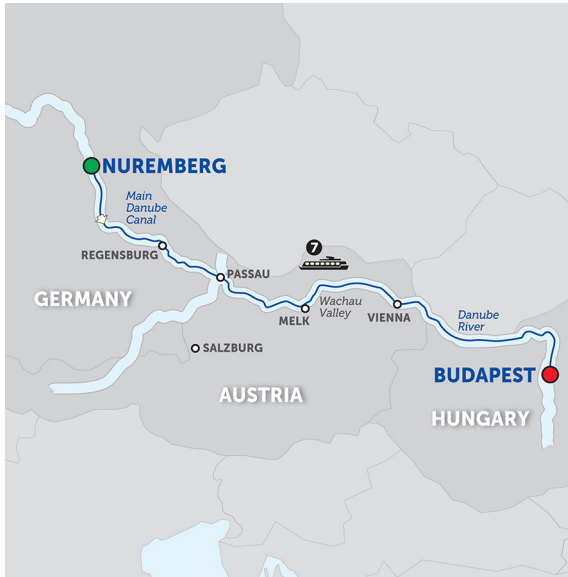 NUREMBERG
Main
Danube
Canal
REGENSBURG
7
PASSAU
GERMANY
Wachau
Valley
MELK
VIENNA
Danube
River
SALZBURG
BUDAPEST
AUSTRIA
HUNGARY